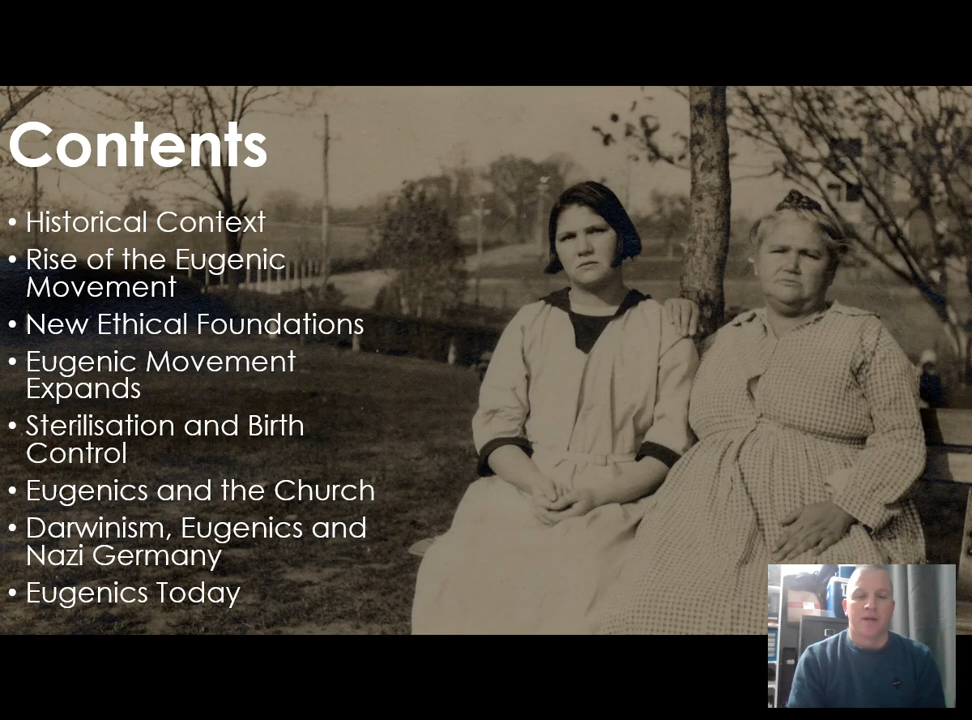 Contents
• Historical Context
• Rise of the Eugenic
Movement
• New Ethical Foundations
• Eugenic Movement
Expands
• Sterilisation and Birth
Control
• Eugenics and the Church
• Darwinism, Eugenics and
Nazi Germany
• Eugenics Today